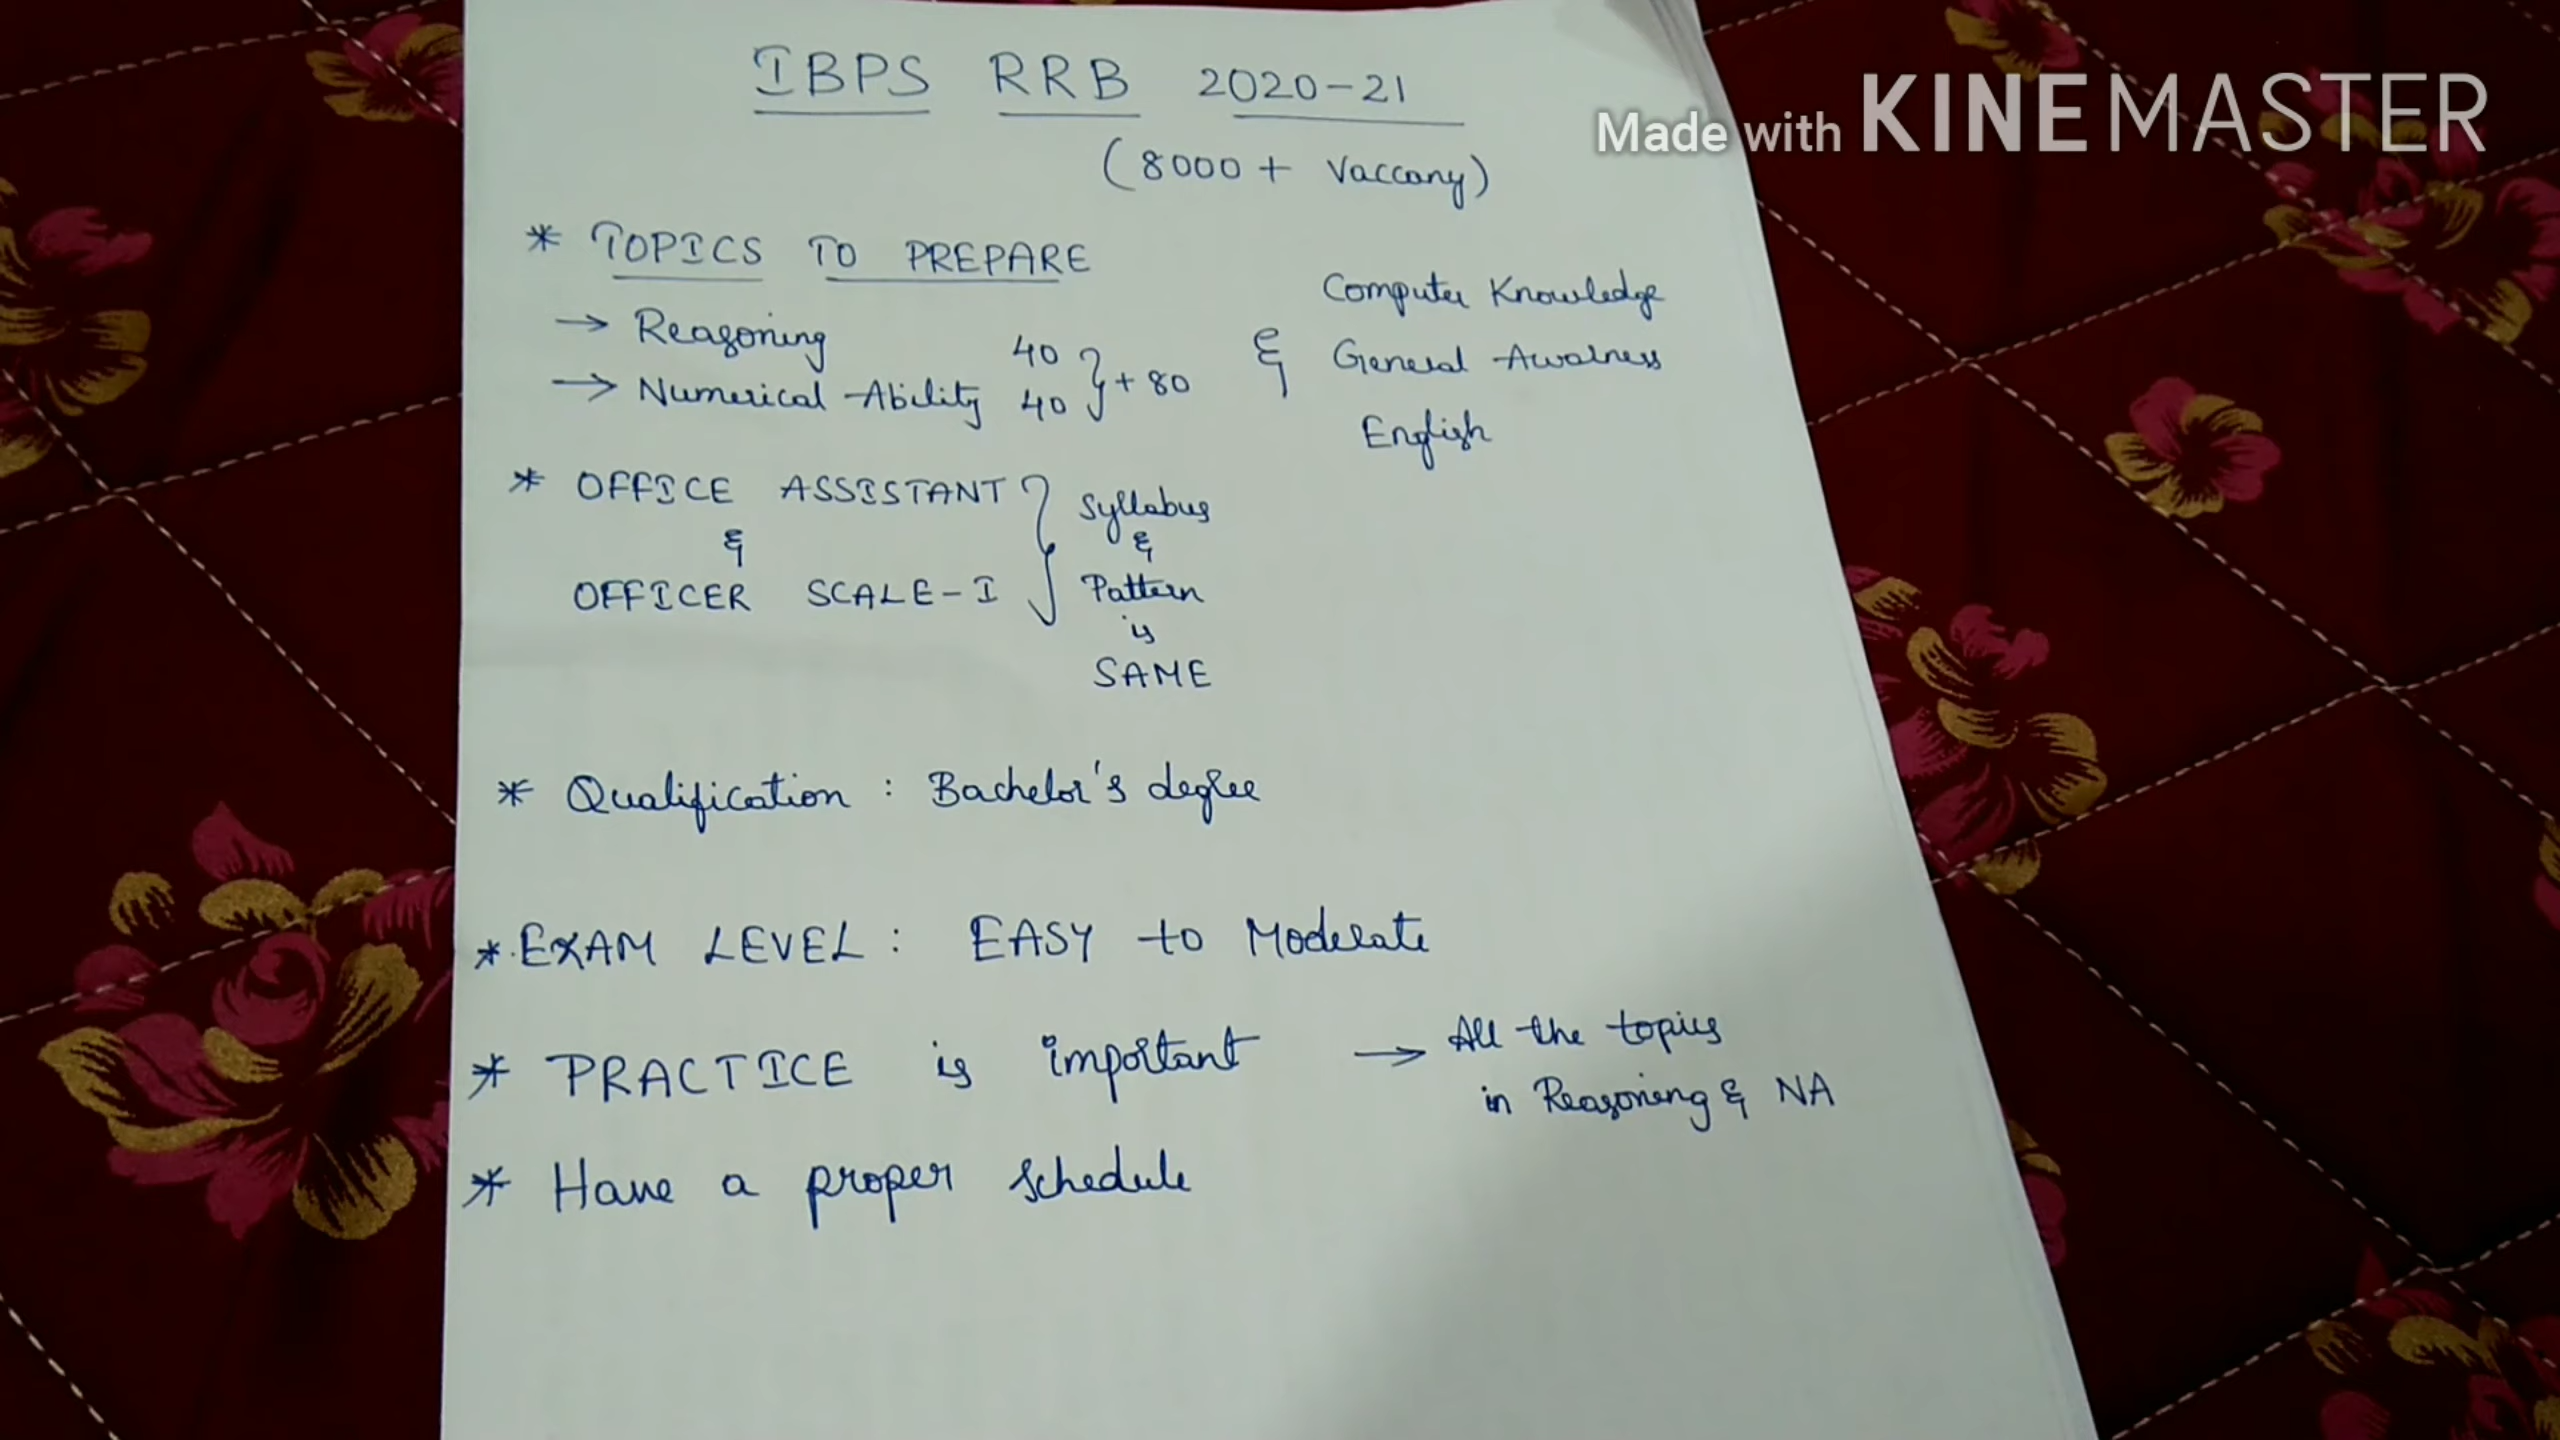 IBPS RRB 2020-21
(8000 + Vaccany)
Made with KINEMASTER
* TOPICS TO PREPARE
→ Reasoning 40
→ Numerical Ability 40 } + 80
& Computer Knowledge
General Awarness
English
* OFFICE ASSISTANT
&
OFFICER SCALE-I
} Syllabus
&
Pattern
is
SAME
* Qualification : Bachelor's degree
* EXAM LEVEL : EASY to Moderate
* PRACTICE is important → All the topics
in Reasoning & NA
* Have a proper schedule